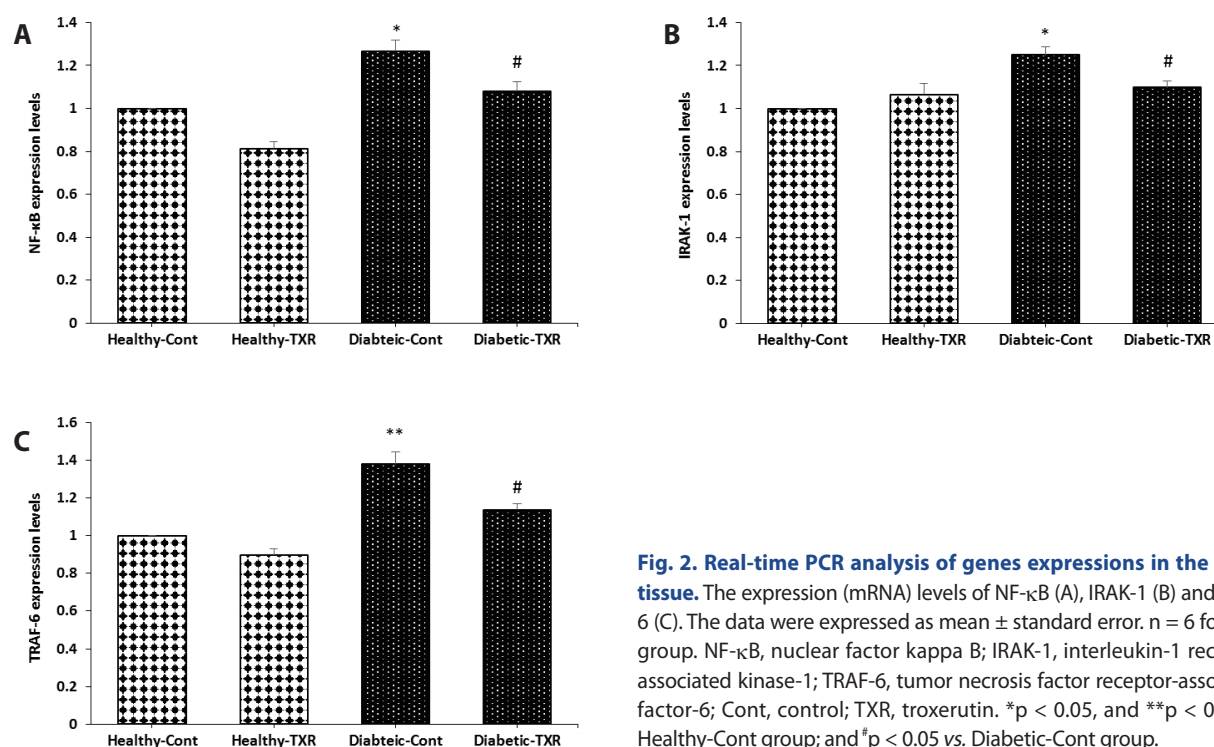 A
B
1.4
1.2
1
0.8
0.6
0.4
0.2
0
NF-κB expression levels
*
#
Healthy-Cont Healthy-TXR Diabteic-Cont Diabetic-TXR
1.4
1.2
1
0.8
0.6
0.4
0.2
0
IRAK-1 expression levels
*
#
Healthy-Cont Healthy-TXR Diabteic-Cont Diabetic-TXR
C
1.6
1.4
1.2
1
0.8
0.6
0.4
0.2
0
TRAF-6 expression levels
**
#
Healthy-Cont Healthy-TXR Diabteic-Cont Diabetic-TXR
Fig. 2. Real-time PCR analysis of genes expressions in the
tissue. The expression (mRNA) levels of NF-κB (A), IRAK-1 (B) and
6 (C). The data were expressed as mean ± standard error. n = 6 fo
group. NF-κB, nuclear factor kappa B; IRAK-1, interleukin-1 rec
associated kinase-1; TRAF-6, tumor necrosis factor receptor-asso
factor-6; Cont, control; TXR, troxerutin. *p < 0.05, and **p < 0.
Healthy-Cont group; and #p < 0.05 vs. Diabetic-Cont group.